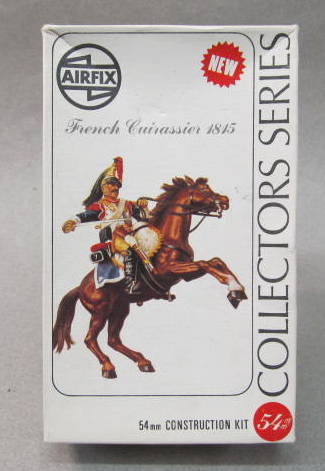 AIRFIX
NEW
French Cuirassier 1815
COLLECTORS SERIES
54mm CONSTRUCTION KIT
54mm